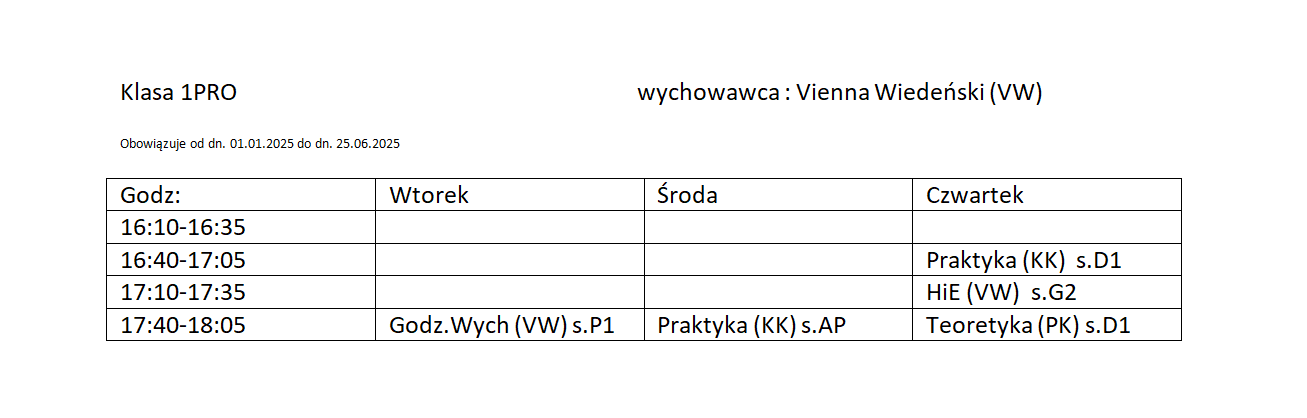 Klasa 1PRO wychowawca : Vienna Wiedeński (VW)
Obowiązuje od dn. 01.01.2025 do dn. 25.06.2025
Godz: Wtorek Środa Czwartek
16:10-16:35
16:40-17:05 Praktyka (KK) s.D1
17:10-17:35 HiE (VW) s.G2
17:40-18:05 Godz.Wych (VW) s.P1 Praktyka (KK) s.AP Teoretyka (PK) s.D1